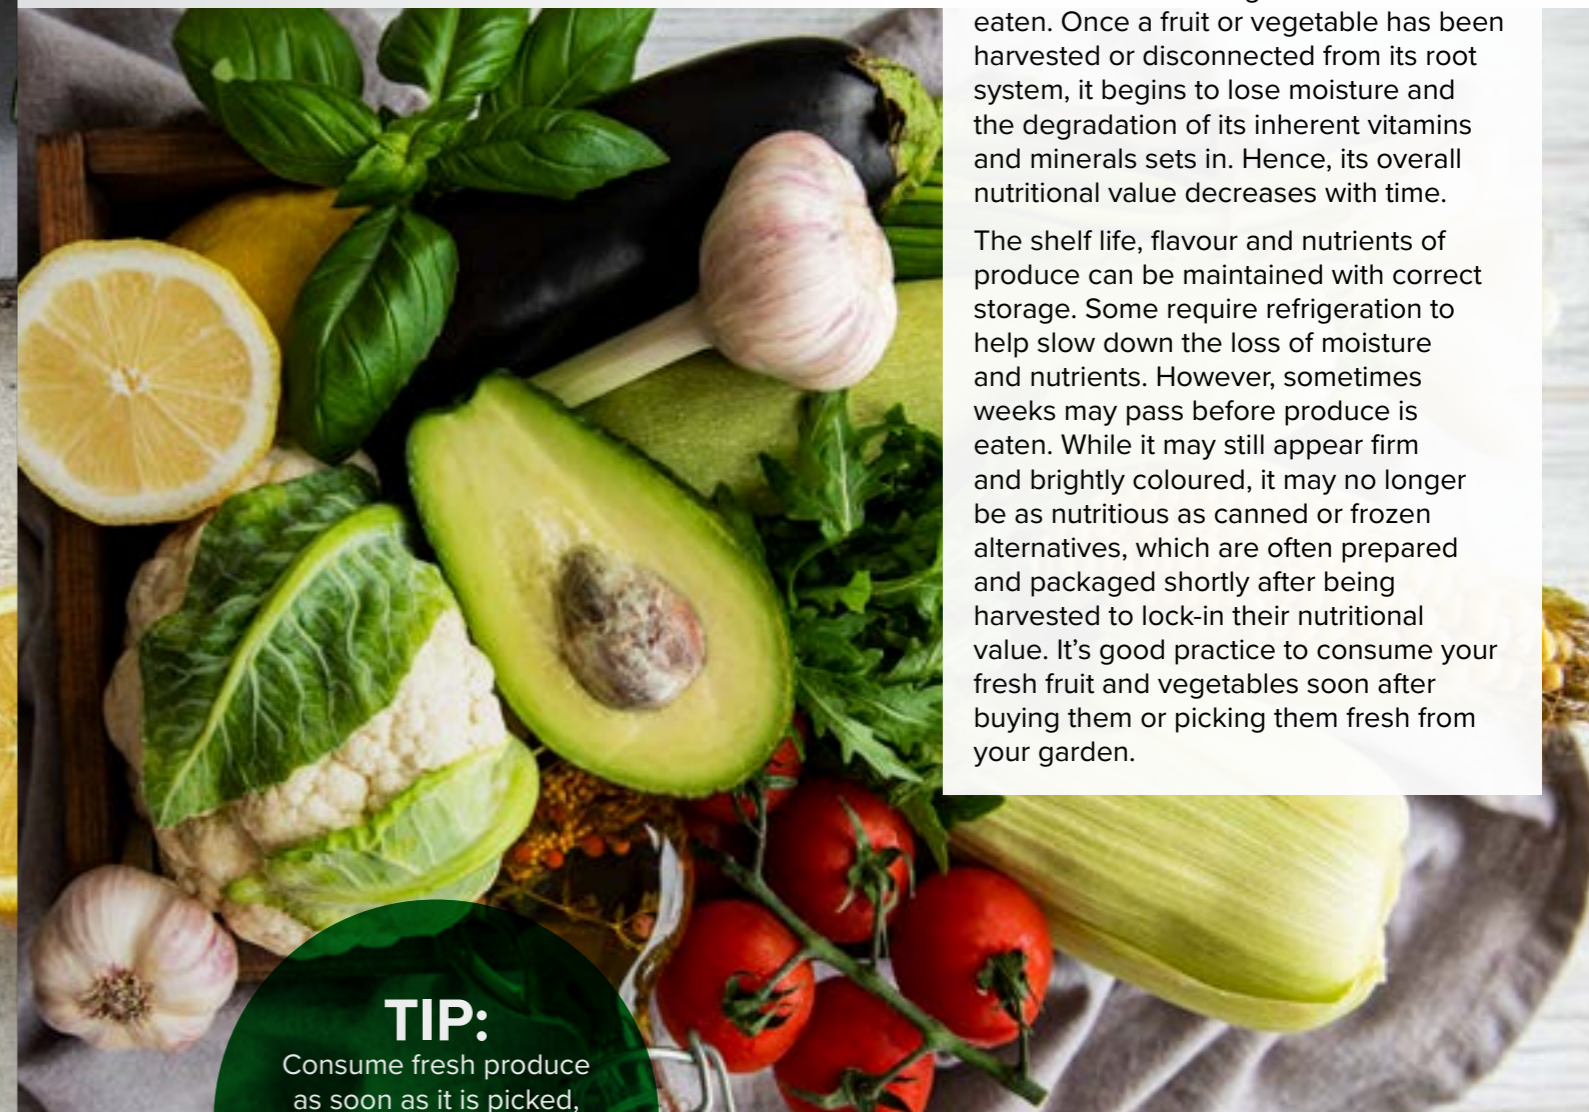 eaten. Once a fruit or vegetable has been
harvested or disconnected from its root
system, it begins to lose moisture and
the degradation of its inherent vitamins
and minerals sets in. Hence, its overall
nutritional value decreases with time.
The shelf life, flavour and nutrients of
produce can be maintained with correct
storage. Some require refrigeration to
help slow down the loss of moisture
and nutrients. However, sometimes
weeks may pass before produce is
eaten. While it may still appear firm
and brightly coloured, it may no longer
be as nutritious as canned or frozen
alternatives, which are often prepared
and packaged shortly after being
harvested to lock-in their nutritional
value. It’s good practice to consume your
fresh fruit and vegetables soon after
buying them or picking them fresh from
your garden.
TIP:
Consume fresh produce
as soon as it is picked,